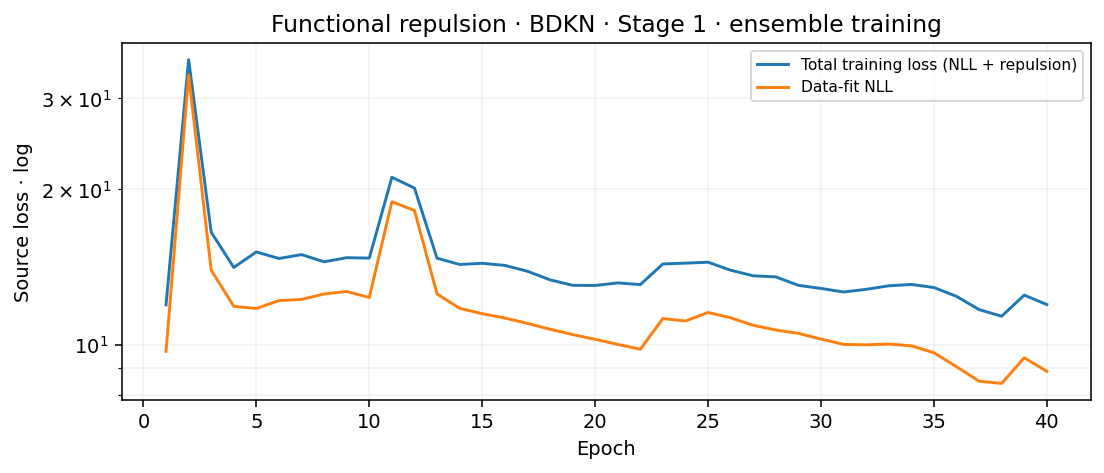 Functional repulsion · BDKN · Stage 1 · ensemble training
Total training loss (NLL + repulsion)
Data-fit NLL
3 × 10¹
2 × 10¹
10¹
Source loss · log
0 5 10 15 20 25 30 35 40
Epoch